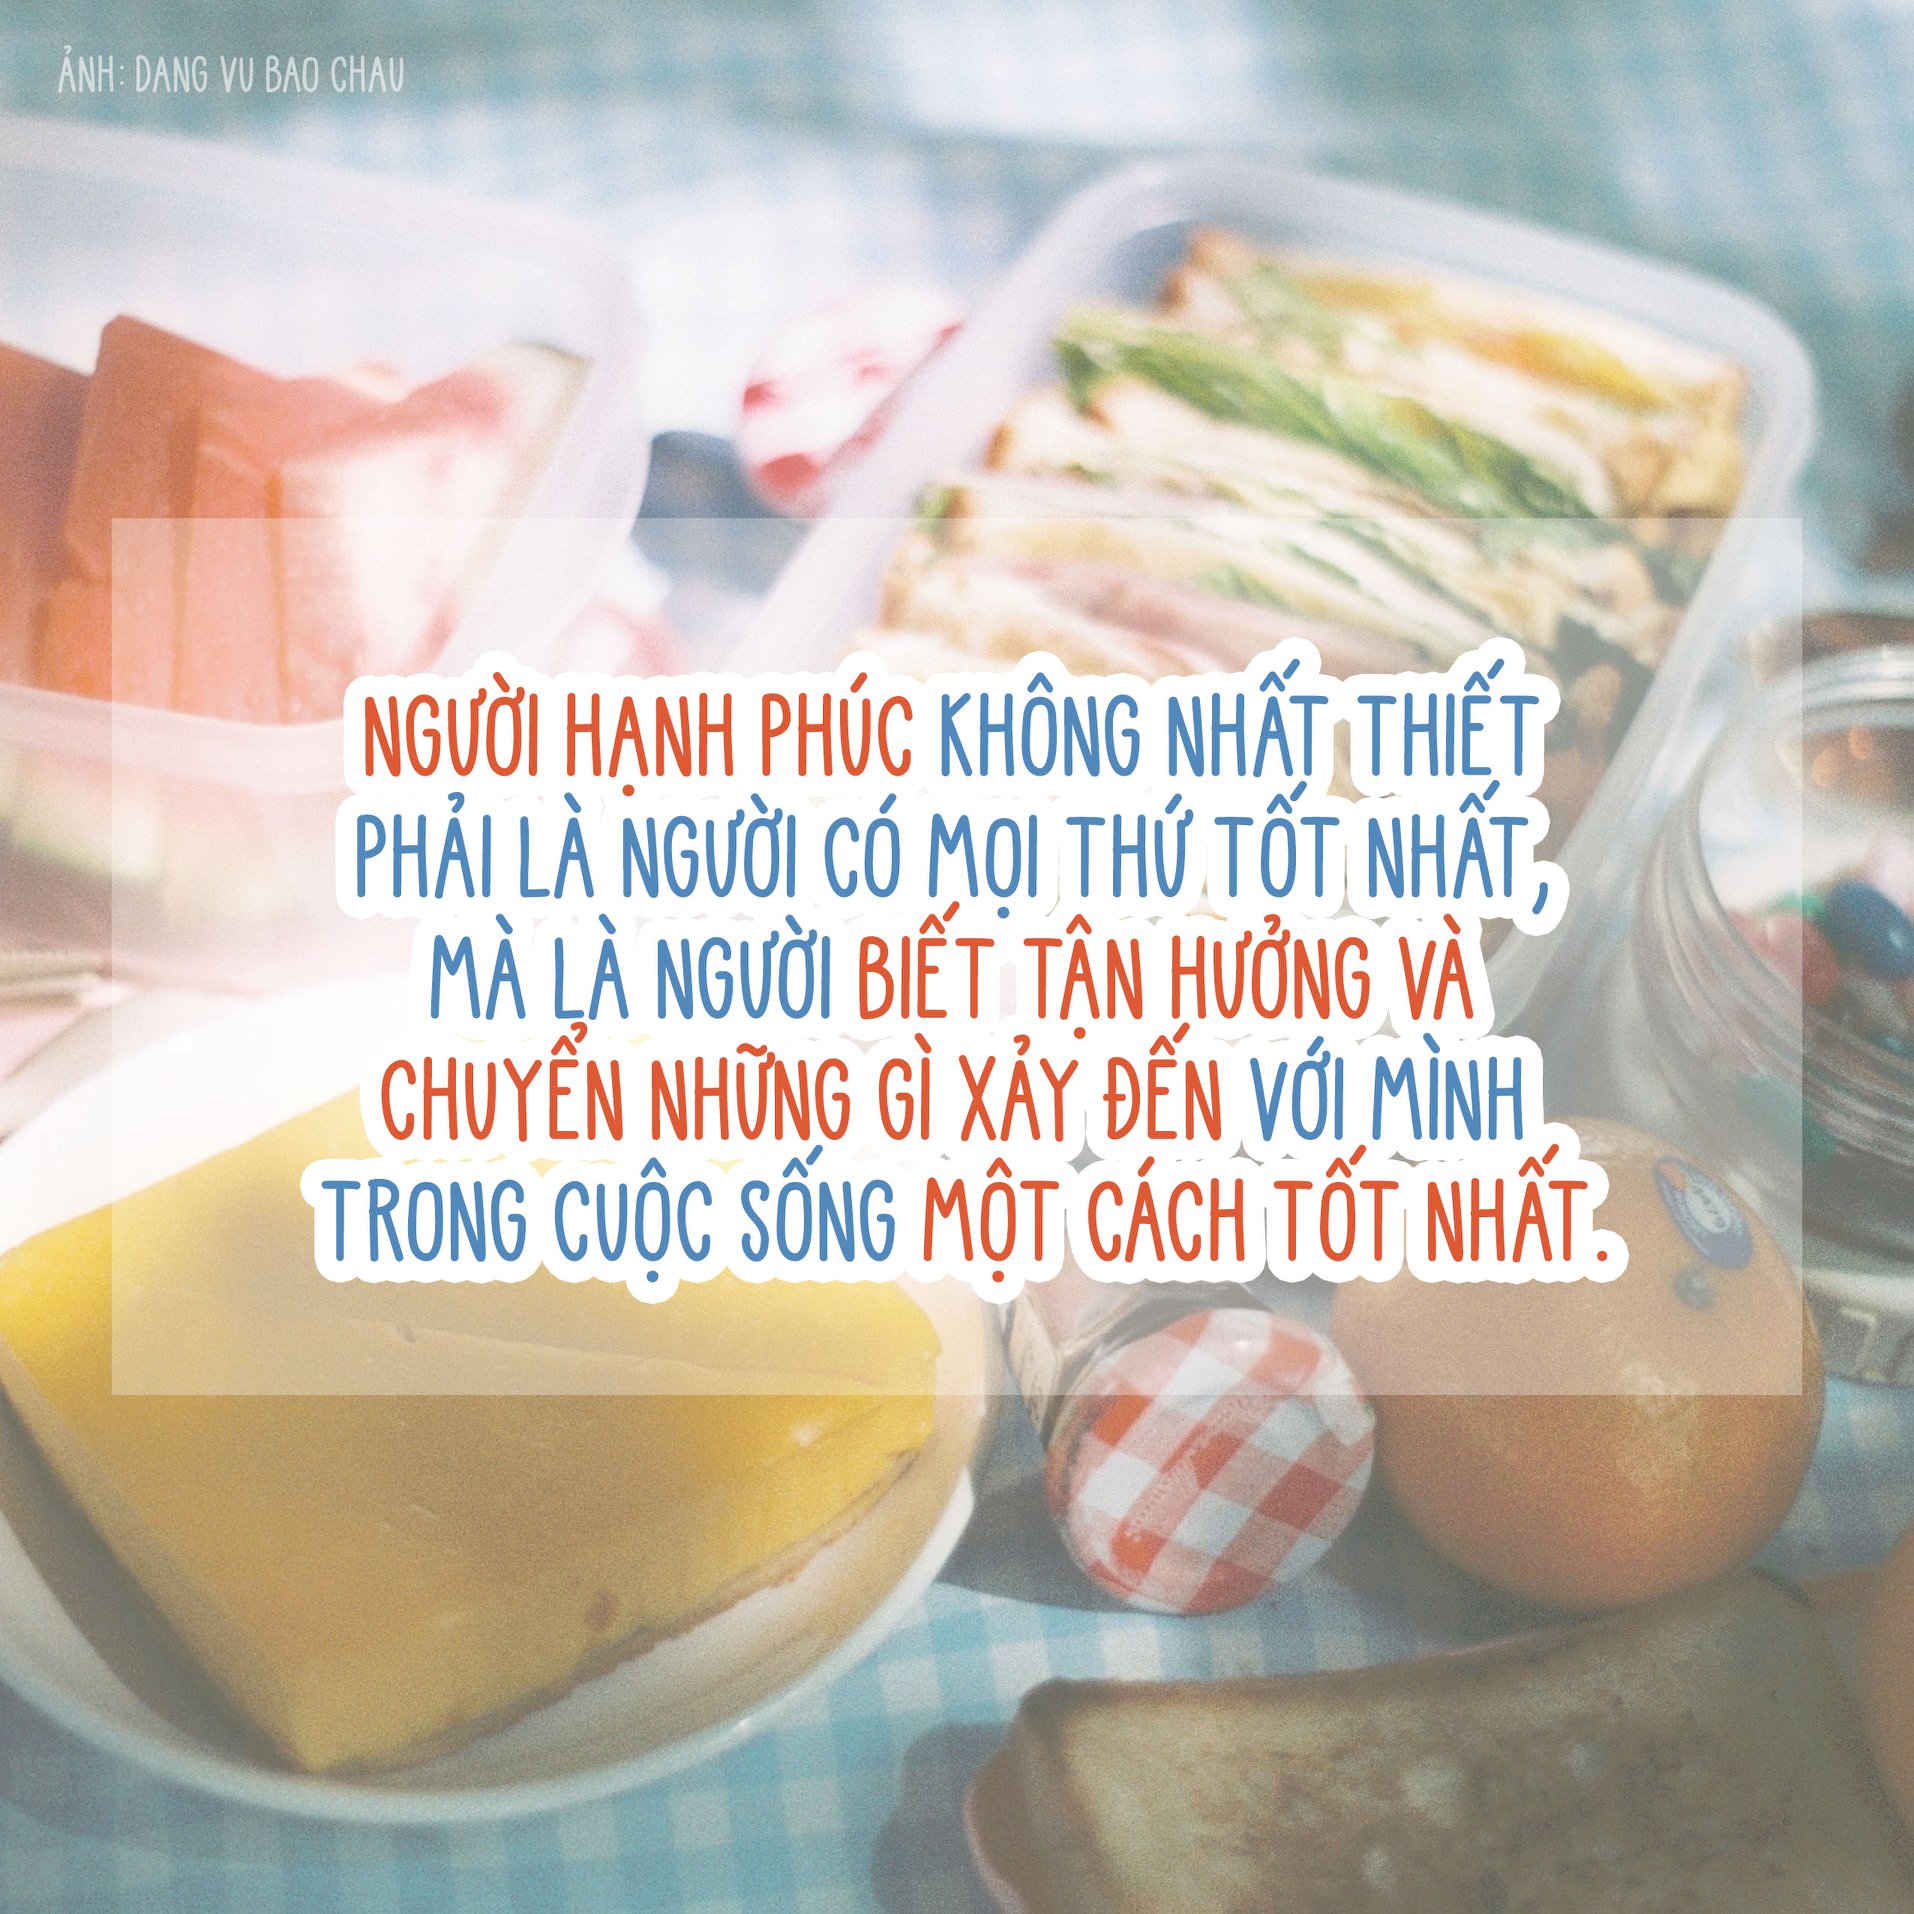 ẢNH: DANG VU BAO CHAU
NGƯỜI HẠNH PHÚC KHÔNG NHẤT THIẾT
PHẢI LÀ NGƯỜI CÓ MỌI THỨ TỐT NHẤT,
MÀ LÀ NGƯỜI BIẾT TẬN HƯỞNG VÀ
CHUYỂN NHỮNG GÌ XẢY ĐẾN VỚI MÌNH
TRONG CUỘC SỐNG MỘT CÁCH TỐT NHẤT.